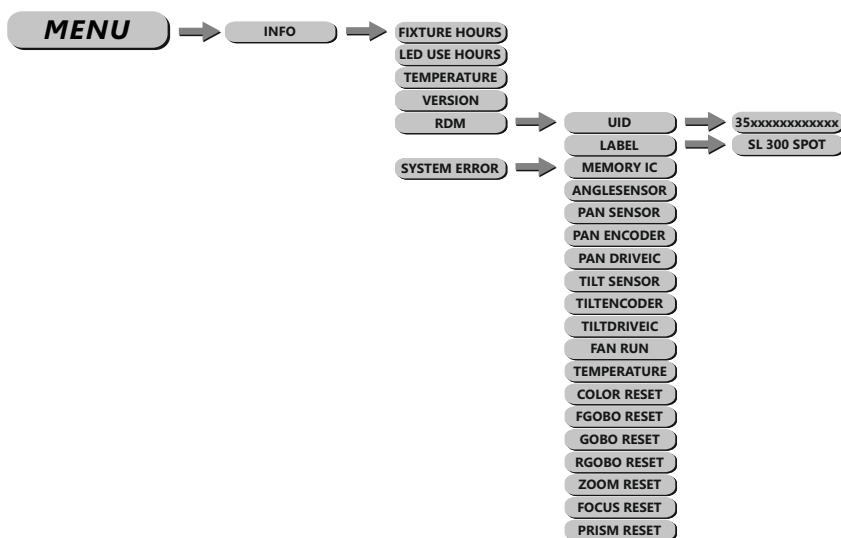 MENU
INFO
FIXTURE HOURS
LED USE HOURS
TEMPERATURE
VERSION
RDM
UID
35xxxxxxxxxxxx
LABEL
SL 300 SPOT
SYSTEM ERROR
MEMORY IC
ANGLESENSOR
PAN SENSOR
PAN ENCODER
PAN DRIVEIC
TILT SENSOR
TILTENCODER
TILTDRIVEIC
FAN RUN
TEMPERATURE
COLOR RESET
FGOBO RESET
GOBO RESET
RGOBO RESET
ZOOM RESET
FOCUS RESET
PRISM RESET